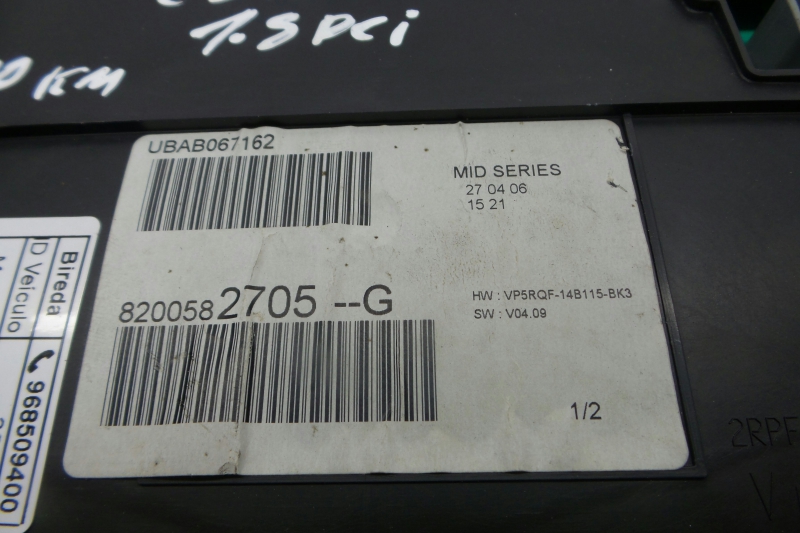 1.5 DCi
KM
UBAB067162
MID SERIES
27 04 06
15 21
8200582705 --G
HW : VP5RQF-14B115-BK3
SW : V04.09
1/2
Bireda
D Veiculo
968509400
2RPF
V